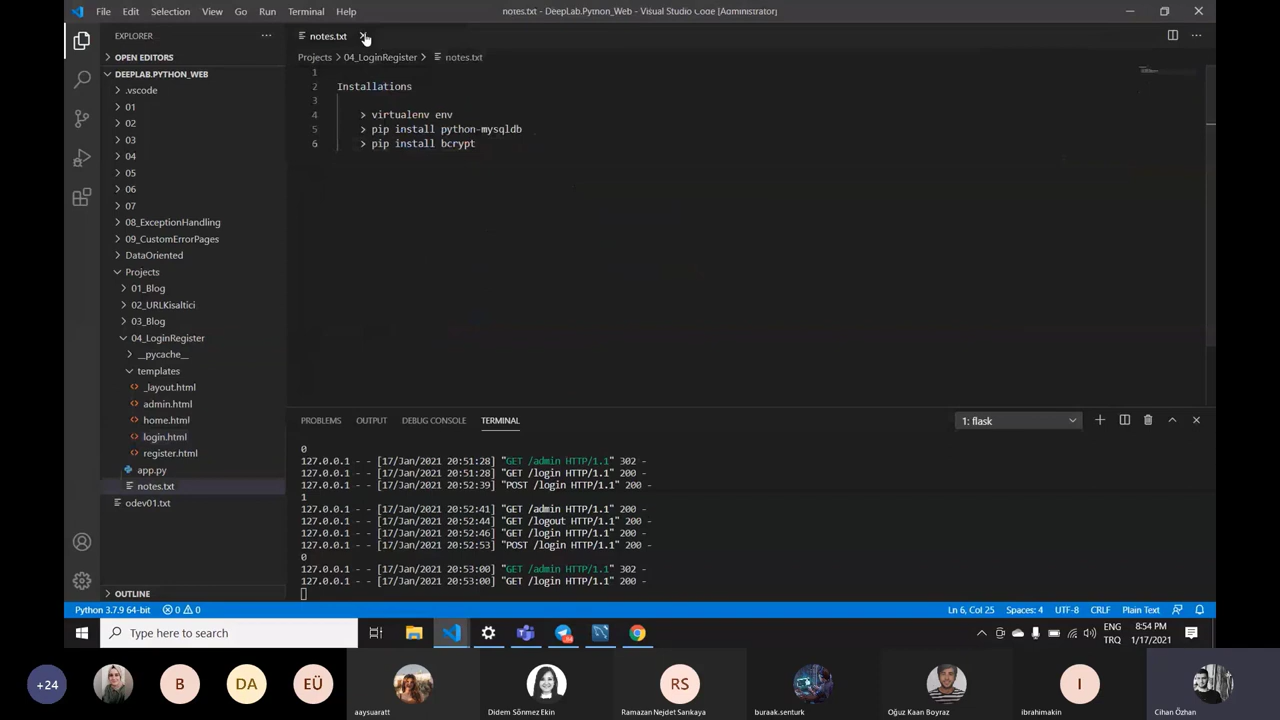 File Edit Selection View Go Run Terminal Help
notes.txt - DeepLab.Python_Web - Visual Studio Code [Administrator]
EXPLORER
notes.txt
OPEN EDITORS
Projects > 04_LoginRegister > notes.txt
DEEPLAB.PYTHON_WEB
.vscode
01
02
03
04
05
06
07
08_ExceptionHandling
09_CustomErrorPages
DataOriented
Projects
01_Blog
02_URLKisaltici
03_Blog
04_LoginRegister
__pycache__
templates
_layout.html
admin.html
home.html
login.html
register.html
app.py
notes.txt
odev01.txt
OUTLINE
1
2 Installations
3
4 > virtualenv env
5 > pip install python-mysqldb
6 > pip install bcrypt
PROBLEMS OUTPUT DEBUG CONSOLE TERMINAL
1: flask
0
127.0.0.1 - - [17/Jan/2021 20:51:28] "GET /admin HTTP/1.1" 302 -
127.0.0.1 - - [17/Jan/2021 20:51:28] "GET /login HTTP/1.1" 200 -
127.0.0.1 - - [17/Jan/2021 20:52:39] "POST /login HTTP/1.1" 200 -
1
127.0.0.1 - - [17/Jan/2021 20:52:41] "GET /admin HTTP/1.1" 200 -
127.0.0.1 - - [17/Jan/2021 20:52:44] "GET /logout HTTP/1.1" 200 -
127.0.0.1 - - [17/Jan/2021 20:52:46] "GET /login HTTP/1.1" 200 -
127.0.0.1 - - [17/Jan/2021 20:52:53] "POST /login HTTP/1.1" 200 -
0
127.0.0.1 - - [17/Jan/2021 20:53:00] "GET /admin HTTP/1.1" 302 -
127.0.0.1 - - [17/Jan/2021 20:53:00] "GET /login HTTP/1.1" 200 -
Python 3.7.9 64-bit 0 0
Ln 6, Col 25 Spaces: 4 UTF-8 CRLF Plain Text
Type here to search
ENG
TRQ
8:54 PM
1/17/2021
+24
B
DA
EÜ
RS
I
aaysuaratt
Didem Sönmez Ekin
Ramazan Nejdet Sarıkaya
buraak.senturk
Oğuz Kaan Boyraz
ibrahimakin
Cihan Özhan